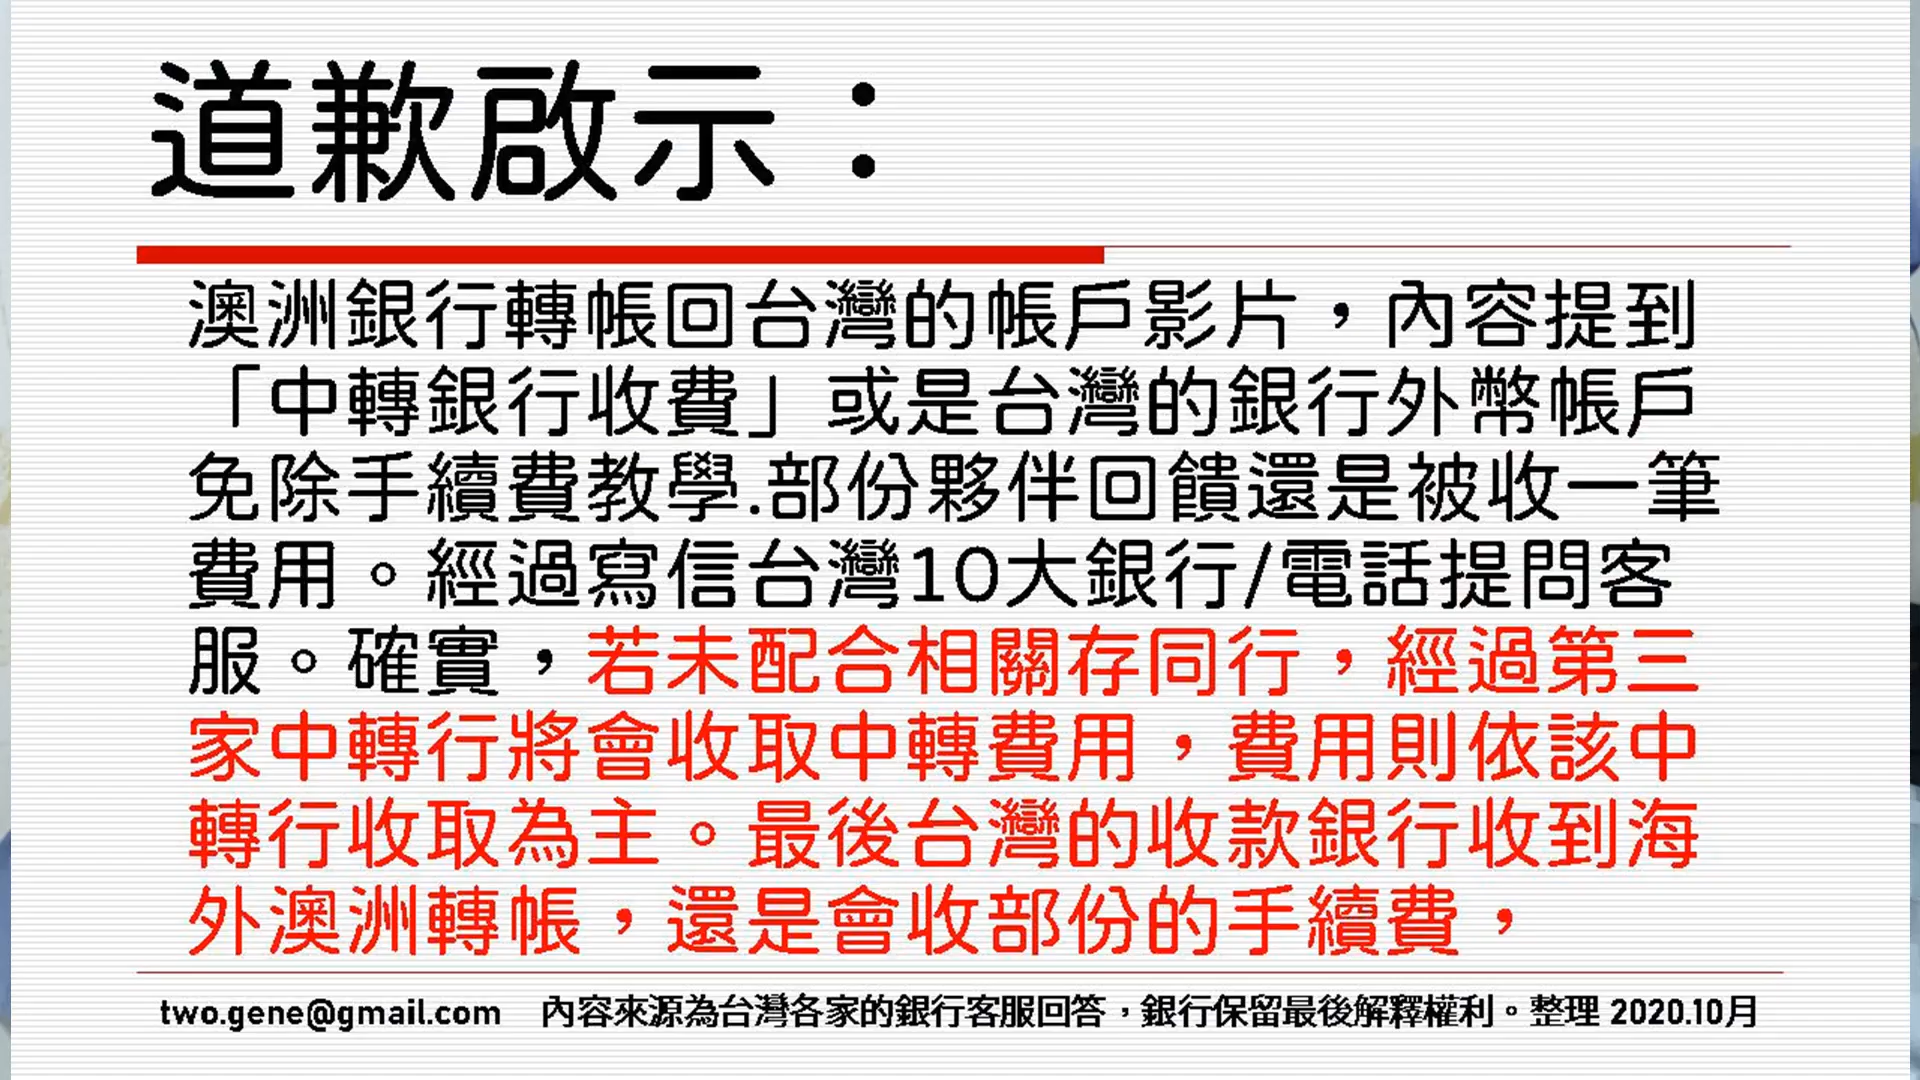 道歉啟示：
澳洲銀行轉帳回台灣的帳戶影片，內容提到
「中轉銀行收費」或是台灣的銀行外幣帳戶
免除手續費教學.部份夥伴回饋還是被收一筆
費用。經過寫信台灣10大銀行/電話提問客
服。確實，若未配合相關存同行，經過第三
家中轉行將會收取中轉費用，費用則依該中
轉行收取為主。最後台灣的收款銀行收到海
外澳洲轉帳，還是會收部份的手續費，
two.gene@gmail.com 內容來源為台灣各家的銀行客服回答，銀行保留最後解釋權利。整理 2020.10月